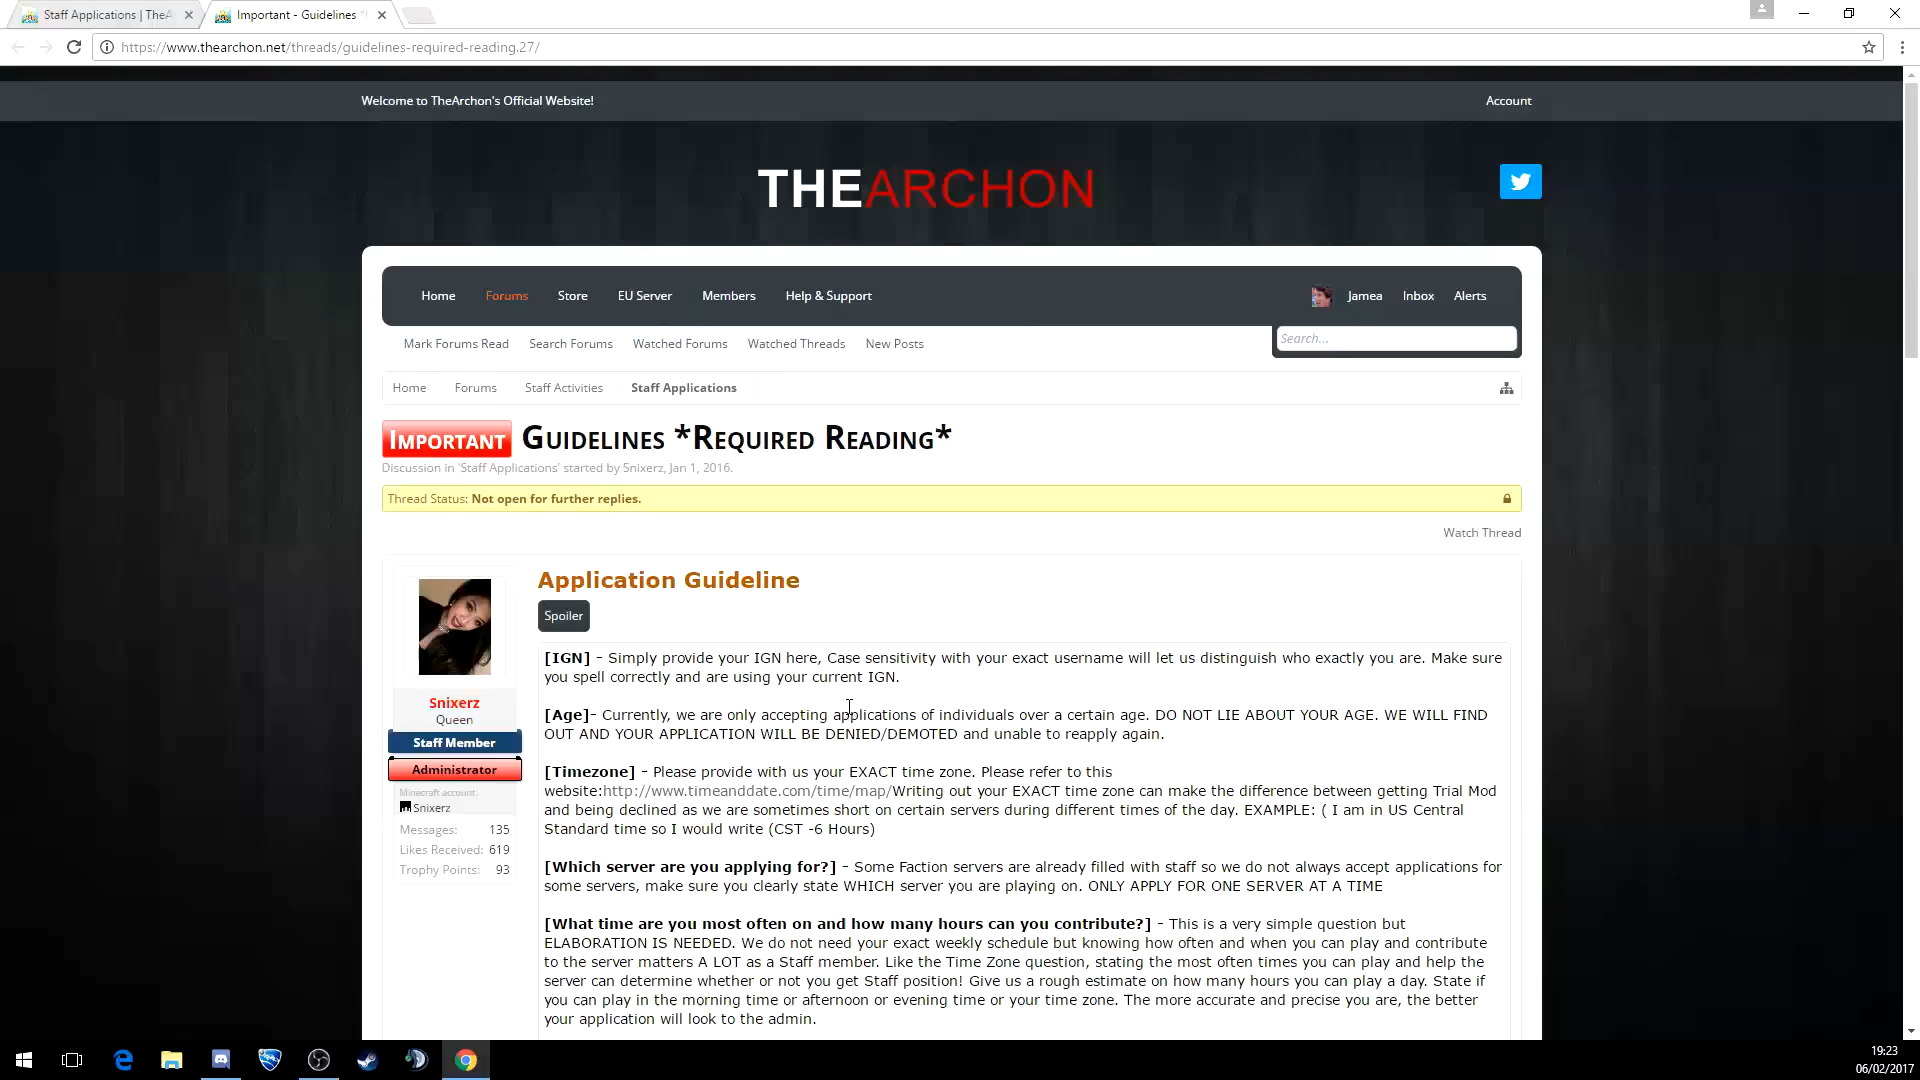 Staff Applications | TheA
Important - Guidelines *
https://www.thearchon.net/threads/guidelines-required-reading.27/
Welcome to TheArchon's Official Website!
Account
THEARCHON
Home
Forums
Store
EU Server
Members
Help & Support
Jamea
Inbox
Alerts
Mark Forums Read
Search Forums
Watched Forums
Watched Threads
New Posts
Search...
Home
Forums
Staff Activities
Staff Applications
IMPORTANT GUIDELINES *REQUIRED READING*
Discussion in 'Staff Applications' started by Snixerz, Jan 1, 2016.
Thread Status: Not open for further replies.
Watch Thread
Snixerz
Queen
Staff Member
Administrator
Minecraft account:
Snixerz
Messages: 135
Likes Received: 619
Trophy Points: 93
Application Guideline
Spoiler
[IGN] - Simply provide your IGN here, Case sensitivity with your exact username will let us distinguish who exactly you are. Make sure
you spell correctly and are using your current IGN.
[Age]- Currently, we are only accepting applications of individuals over a certain age. DO NOT LIE ABOUT YOUR AGE. WE WILL FIND
OUT AND YOUR APPLICATION WILL BE DENIED/DEMOTED and unable to reapply again.
[Timezone] - Please provide with us your EXACT time zone. Please refer to this
website:http://www.timeanddate.com/time/map/Writing out your EXACT time zone can make the difference between getting Trial Mod
and being declined as we are sometimes short on certain servers during different times of the day. EXAMPLE: ( I am in US Central
Standard time so I would write (CST -6 Hours)
[Which server are you applying for?] - Some Faction servers are already filled with staff so we do not always accept applications for
some servers, make sure you clearly state WHICH server you are playing on. ONLY APPLY FOR ONE SERVER AT A TIME
[What time are you most often on and how many hours can you contribute?] - This is a very simple question but
ELABORATION IS NEEDED. We do not need your exact weekly schedule but knowing how often and when you can play and contribute
to the server matters A LOT as a Staff member. Like the Time Zone question, stating the most often times you can play and help the
server can determine whether or not you get Staff position! Give us a rough estimate on how many hours you can play a day. State if
you can play in the morning time or afternoon or evening time or your time zone. The more accurate and precise you are, the better
your application will look to the admin.
19:23
06/02/2017